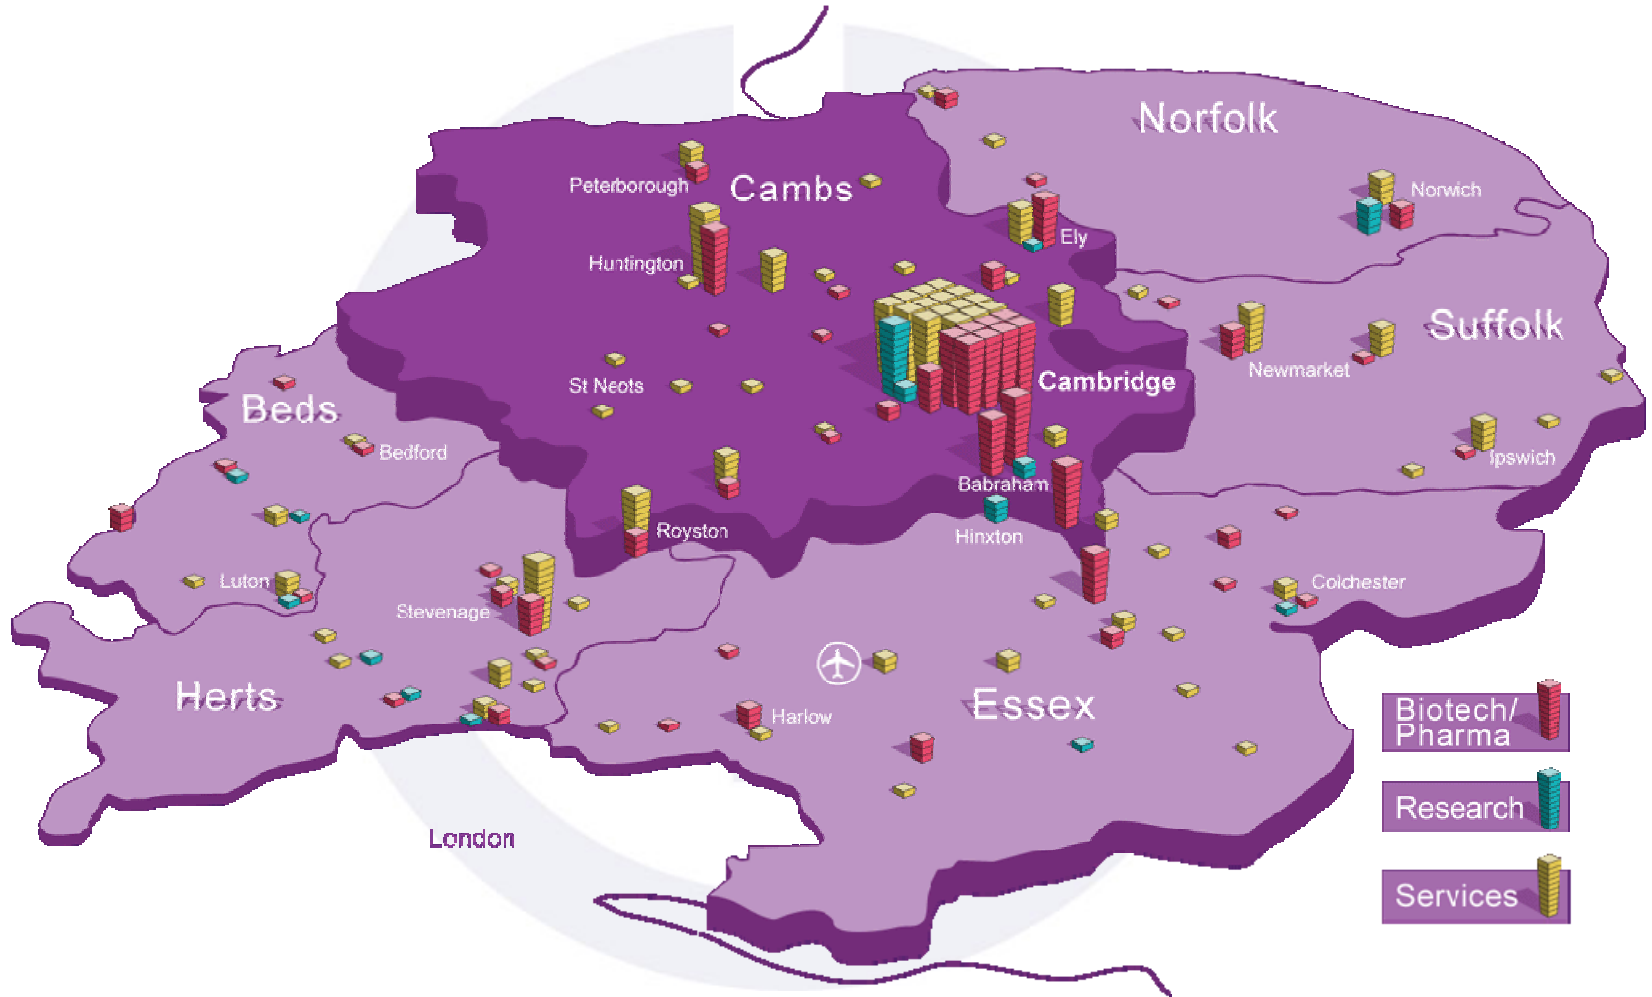 Norfolk
Peterborough
Cambs
Norwich
Ely
Huntington
Suffolk
Newmarket
St Neots
Cambridge
Beds
Bedford
Ipswich
Babraham
Royston
Hinxton
Luton
Colchester
Stevenage
Herts
Essex
Harlow
Biotech/
Pharma
Research
Services
London